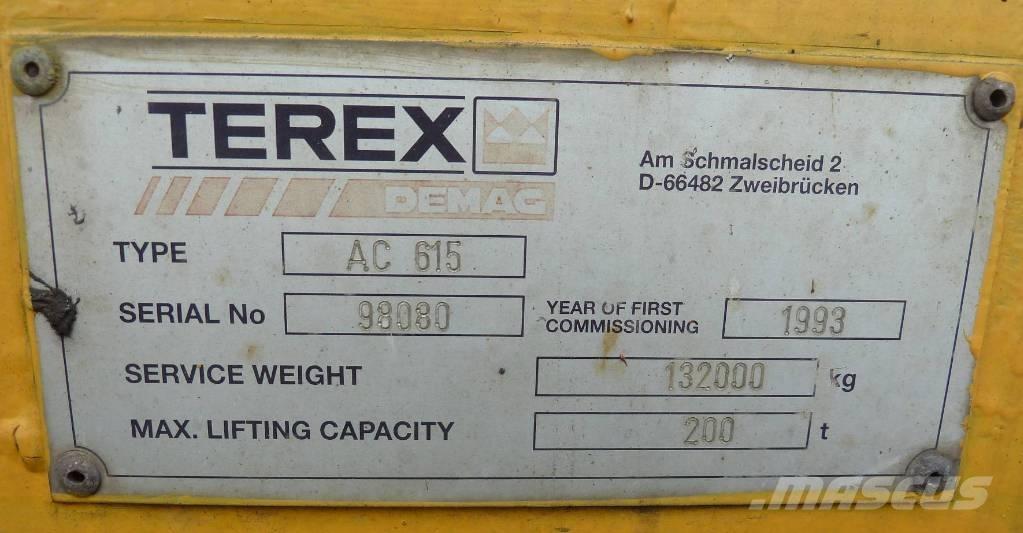 TEREX
DEMAG
Am Schmalscheid 2
D-66482 Zweibrücken
TYPE AC 615
SERIAL No 98080
YEAR OF FIRST
COMMISSIONING 1993
SERVICE WEIGHT 132000 kg
MAX. LIFTING CAPACITY 200 t
MASCUS